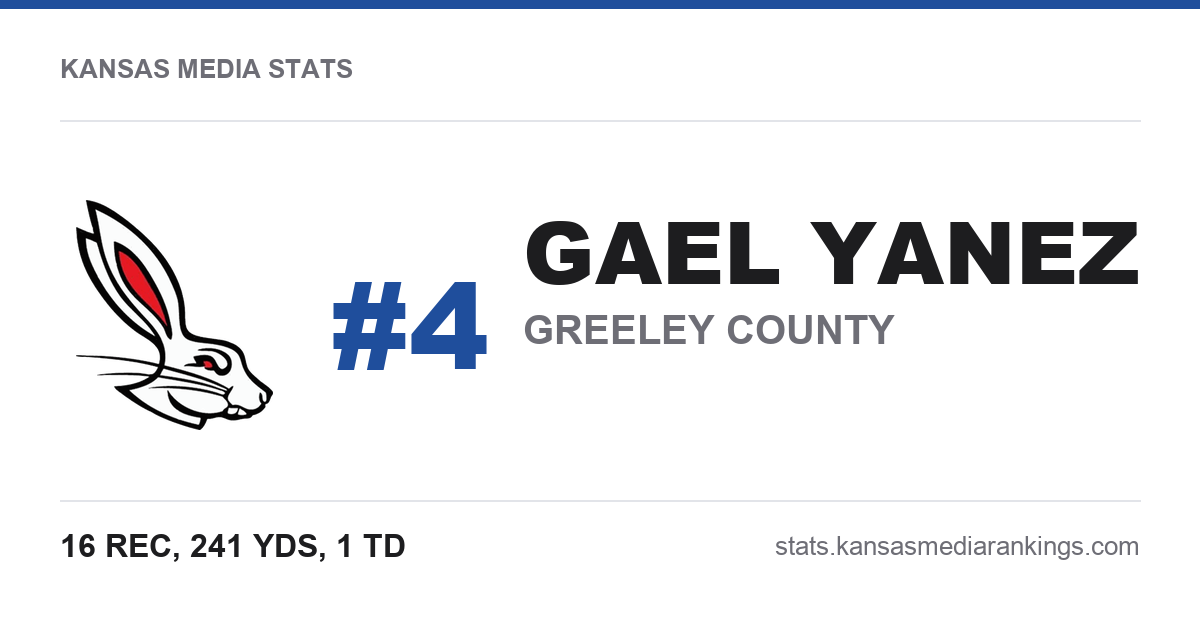 KANSAS MEDIA STATS
#4
GAEL YANEZ
GREELEY COUNTY
16 REC, 241 YDS, 1 TD
stats.kansasmediarankings.com